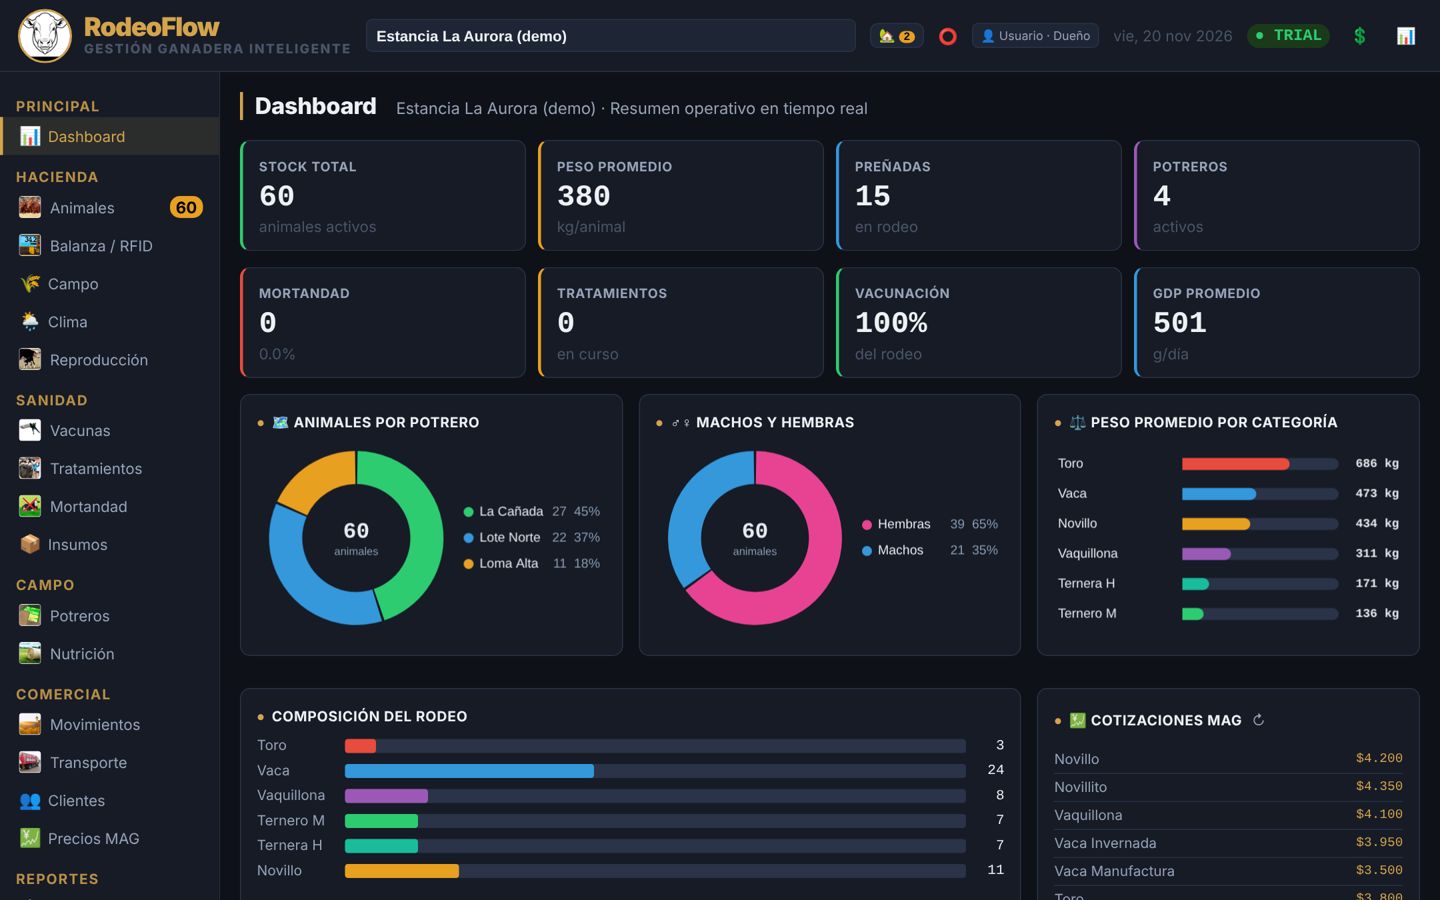 RodeoFlow
GESTIÓN GANADERA INTELIGENTE
Estancia La Aurora (demo)
2
Usuario · Dueño
vie, 20 nov 2026
TRIAL
PRINCIPAL
Dashboard
HACIENDA
Animales 60
Balanza / RFID
Campo
Clima
Reproducción
SANIDAD
Vacunas
Tratamientos
Mortandad
Insumos
CAMPO
Potreros
Nutrición
COMERCIAL
Movimientos
Transporte
Clientes
Precios MAG
REPORTES
Dashboard Estancia La Aurora (demo) · Resumen operativo en tiempo real
STOCK TOTAL
60
animales activos
PESO PROMEDIO
380
kg/animal
PREÑADAS
15
en rodeo
POTREROS
4
activos
MORTANDAD
0
0.0%
TRATAMIENTOS
0
en curso
VACUNACIÓN
100%
del rodeo
GDP PROMEDIO
501
g/día
ANIMALES POR POTRERO
60
animales
La Cañada 27 45%
Lote Norte 22 37%
Loma Alta 11 18%
♂♀ MACHOS Y HEMBRAS
60
animales
Hembras 39 65%
Machos 21 35%
PESO PROMEDIO POR CATEGORÍA
Toro 686 kg
Vaca 473 kg
Novillo 434 kg
Vaquillona 311 kg
Ternera H 171 kg
Ternero M 136 kg
COMPOSICIÓN DEL RODEO
Toro 3
Vaca 24
Vaquillona 8
Ternero M 7
Ternera H 7
Novillo 11
COTIZACIONES MAG
Novillo $4.200
Novillito $4.350
Vaquillona $4.100
Vaca Invernada $3.950
Vaca Manufactura $3.500
Toro $3.800